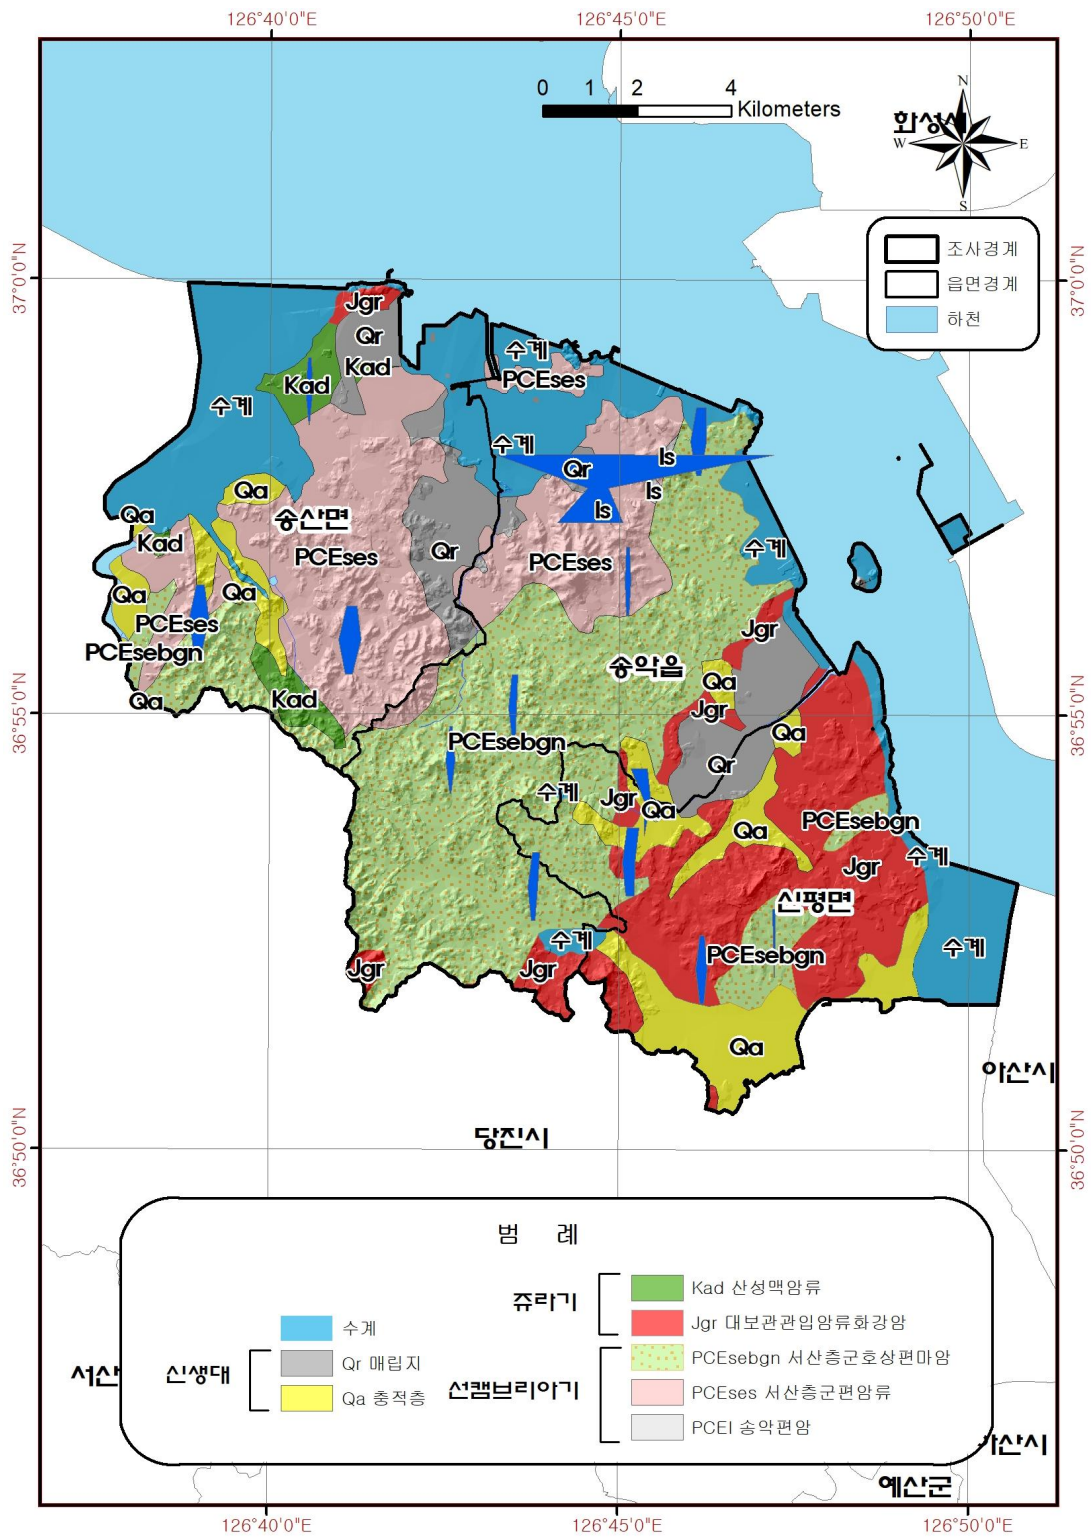 126°40'0"E
126°45'0"E
126°50'0"E
0 1 2 4
Kilometers
화성시
N
W
E
S
조사경계
읍면경계
하천
37°0'0"N
37°0'0"N
Jgr
Qr
Kad
Kad
수계
PCEses
수계
수계
Qr
Is
Is
Is
Qa
Qa
송산면
Kad
PCEses
Qr
PCEses
수계
Qa
Qa
PCEses
PCEsebgn
Jgr
송악읍
Qa
Kad
Qa
Jgr
Qa
36°55'0"N
36°55'0"N
PCEsebgn
Qr
수계
Jgr
Qa
Qa
PCEsebgn
수계
Jgr
신평면
수계
PCEsebgn
수계
Jgr
Jgr
Qa
아산시
당진시
36°50'0"N
36°50'0"N
범 례
쥬라기
Kad 산성맥암류
Jgr 대보관관입암류화강암
수계
신생대
Qr 매립지
Qa 충적층
선캠브리아기
PCEsebgn 서산층군호상편마암
PCEses 서산층군편암류
PCEl 송악편암
서산
아산시
예산군
126°40'0"E
126°45'0"E
126°50'0"E